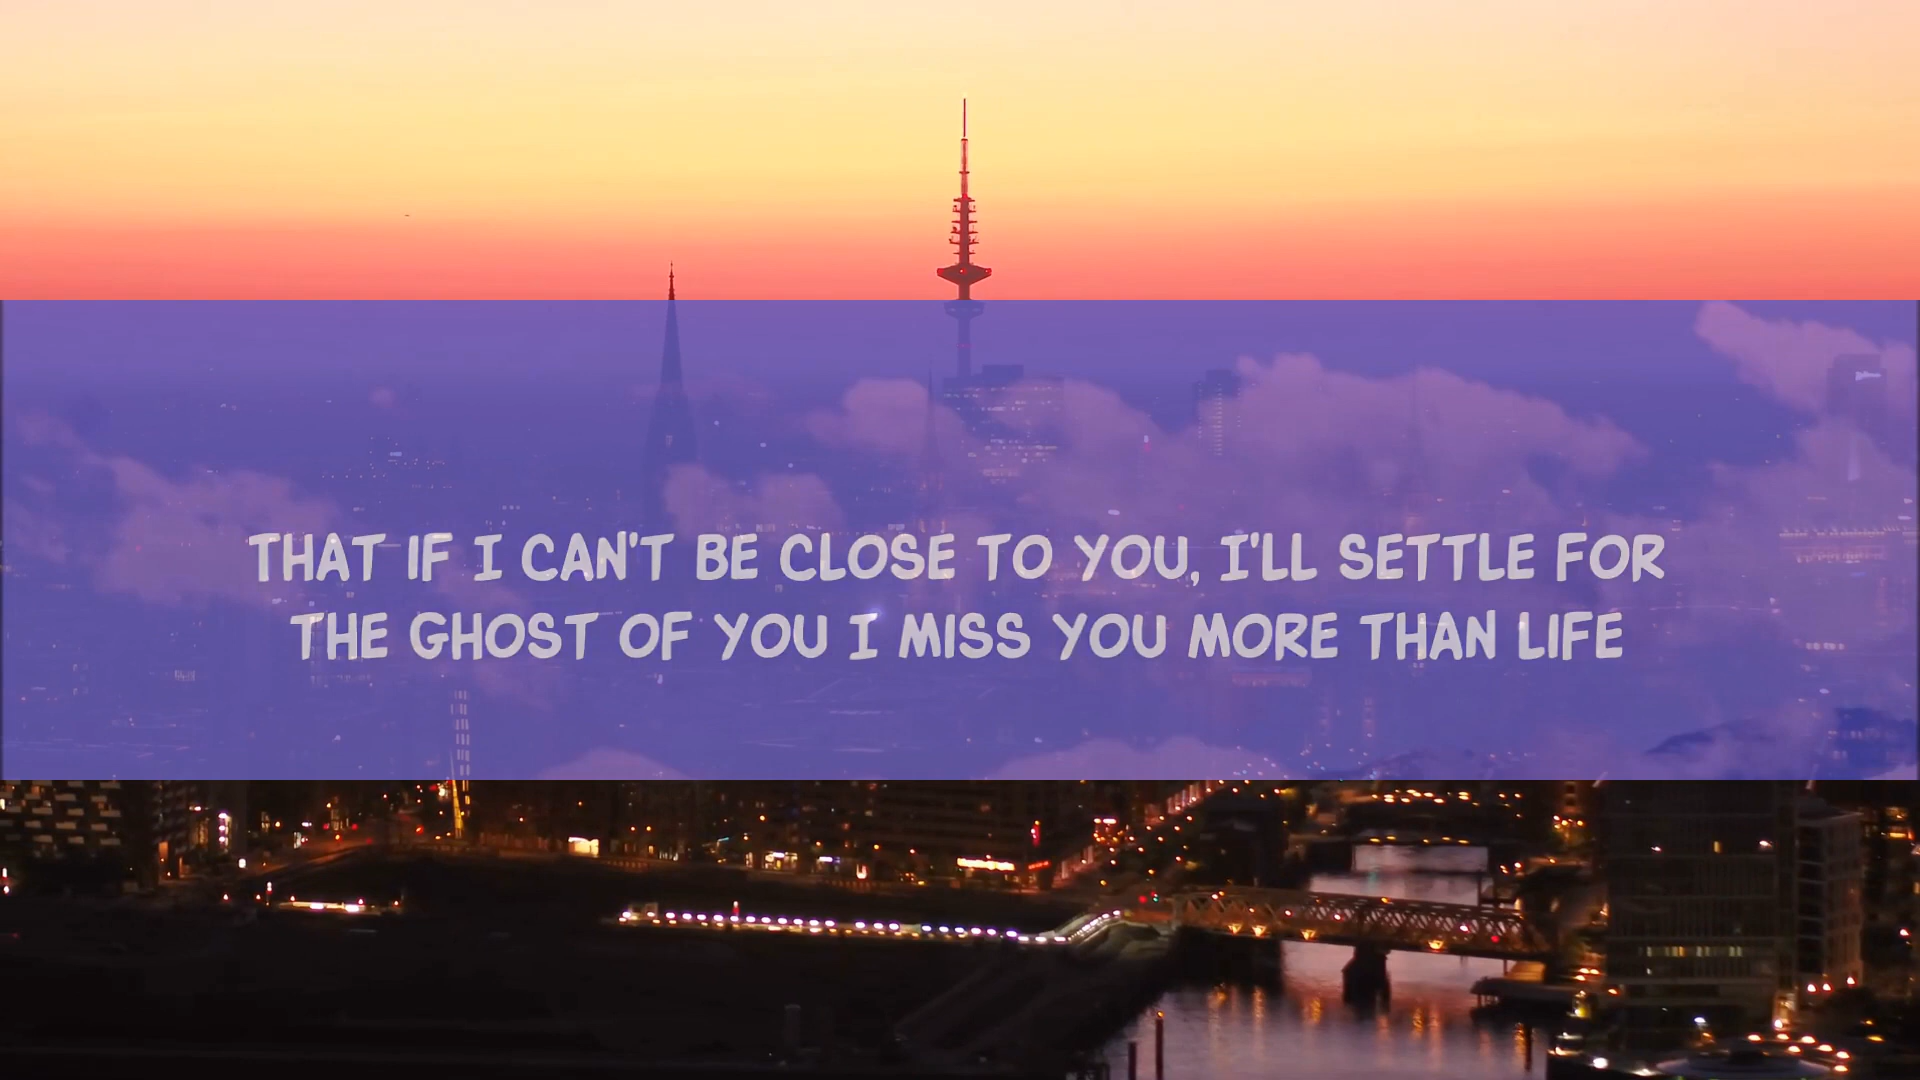 THAT IF I CAN'T BE CLOSE TO YOU, I'LL SETTLE FOR
THE GHOST OF YOU I MISS YOU MORE THAN LIFE